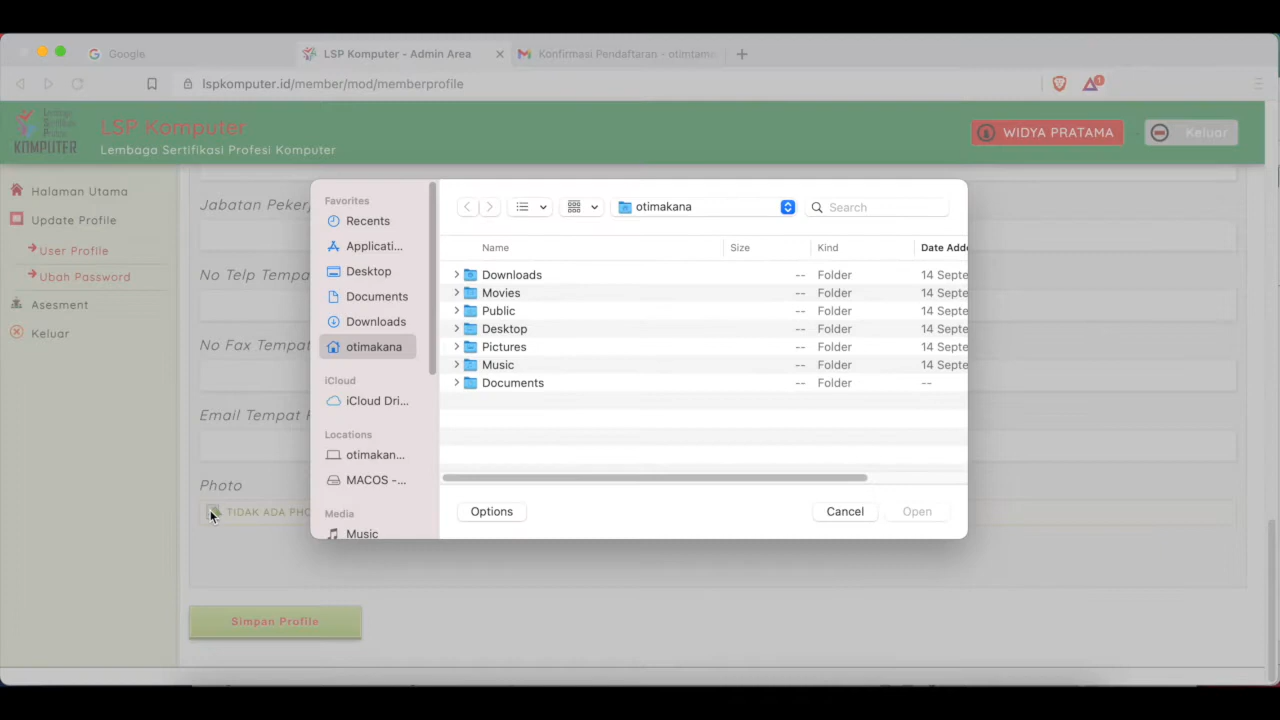 Google
LSP Komputer - Admin Area
Konfirmasi Pendaftaran - otimtama
lspkomputer.id/member/mod/memberprofile
1
KOMPUTER
LSP Komputer
Lembaga Sertifikasi Profesi Komputer
WIDYA PRATAMA
Keluar
Halaman Utama
Update Profile
User Profile
Ubah Password
Asesment
Keluar
Jabatan Pekerj
No Telp Tempa
No Fax Tempat
Email Tempat
Photo
TIDAK ADA PHO
Simpan Profile
Favorites
Recents
Applicati...
Desktop
Documents
Downloads
otimakana
iCloud
iCloud Dri...
Locations
otimakan...
MACOS -...
Media
Music
otimakana
Search
Name Size Kind Date Adde
Downloads -- Folder 14 Septe
Movies -- Folder 14 Septe
Public -- Folder 14 Septe
Desktop -- Folder 14 Septe
Pictures -- Folder 14 Septe
Music -- Folder 14 Septe
Documents -- Folder --
Options
Cancel
Open